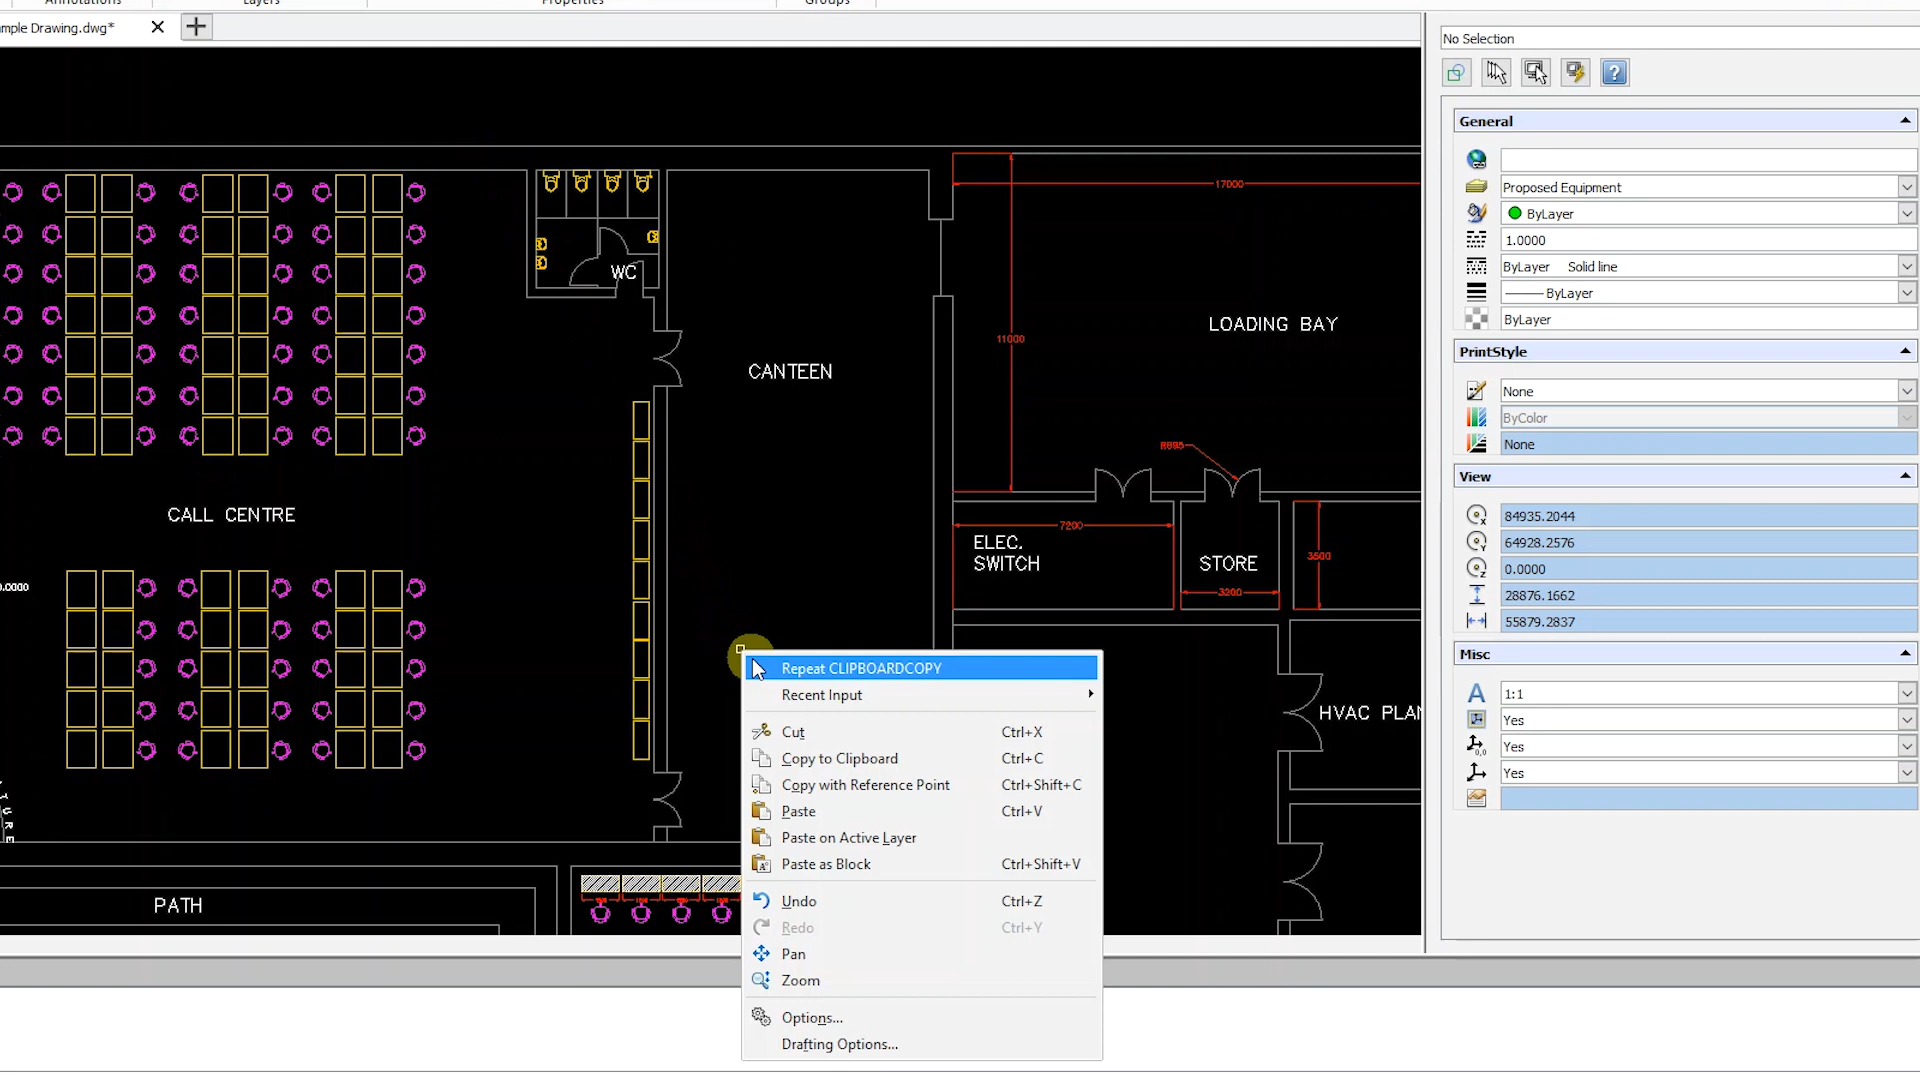 Annotations
Layers
Properties
Groups
mple Drawing.dwg*
No Selection
General
Proposed Equipment
ByLayer
1.0000
ByLayer Solid line
ByLayer
ByLayer
PrintStyle
None
ByColor
None
View
84935.2044
64928.2576
0.0000
28876.1662
55879.2837
Misc
1:1
Yes
Yes
Yes
17000
WC
LOADING BAY
11000
CANTEEN
R895
CALL CENTRE
7200
ELEC.
SWITCH
STORE
3500
3200
0.0000
HVAC PLAN
TURE
PATH
Repeat CLIPBOARDCOPY
Recent Input
Cut Ctrl+X
Copy to Clipboard Ctrl+C
Copy with Reference Point Ctrl+Shift+C
Paste Ctrl+V
Paste on Active Layer
Paste as Block Ctrl+Shift+V
Undo Ctrl+Z
Redo Ctrl+Y
Pan
Zoom
Options...
Drafting Options...